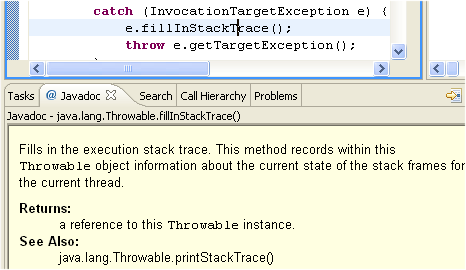 catch (InvocationTargetException e) {
e.fillInStackTrace();
throw e.getTargetException();
Tasks @ Javadoc Search Call Hierarchy Problems
Javadoc - java.lang.Throwable.fillInStackTrace()
Fills in the execution stack trace. This method records within this
Throwable object information about the current state of the stack frames for
the current thread.
Returns:
a reference to this Throwable instance.
See Also:
java.lang.Throwable.printStackTrace()